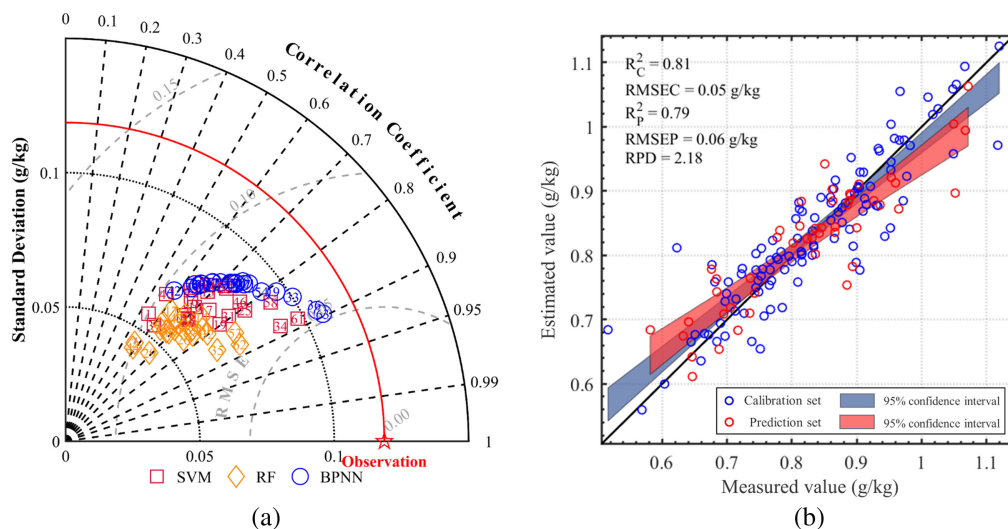 0
0.1
0.2
0.3
0.4
0.5
0.6
0.7
0.8
0.9
0.95
0.99
1
Correlation Coefficient
0.15
0.10
0.00
RMSE
Standard Deviation (g/kg)
0.1
0.05
0
0
0.05
0.1
Observation
SVM
RF
BPNN
(a)
R²C = 0.81
RMSEC = 0.05 g/kg
R²P = 0.79
RMSEP = 0.06 g/kg
RPD = 2.18
Estimated value (g/kg)
1.1
1
0.9
0.8
0.7
0.6
Calibration set
95% confidence interval
Prediction set
95% confidence interval
0.6
0.7
0.8
0.9
1
1.1
Measured value (g/kg)
(b)